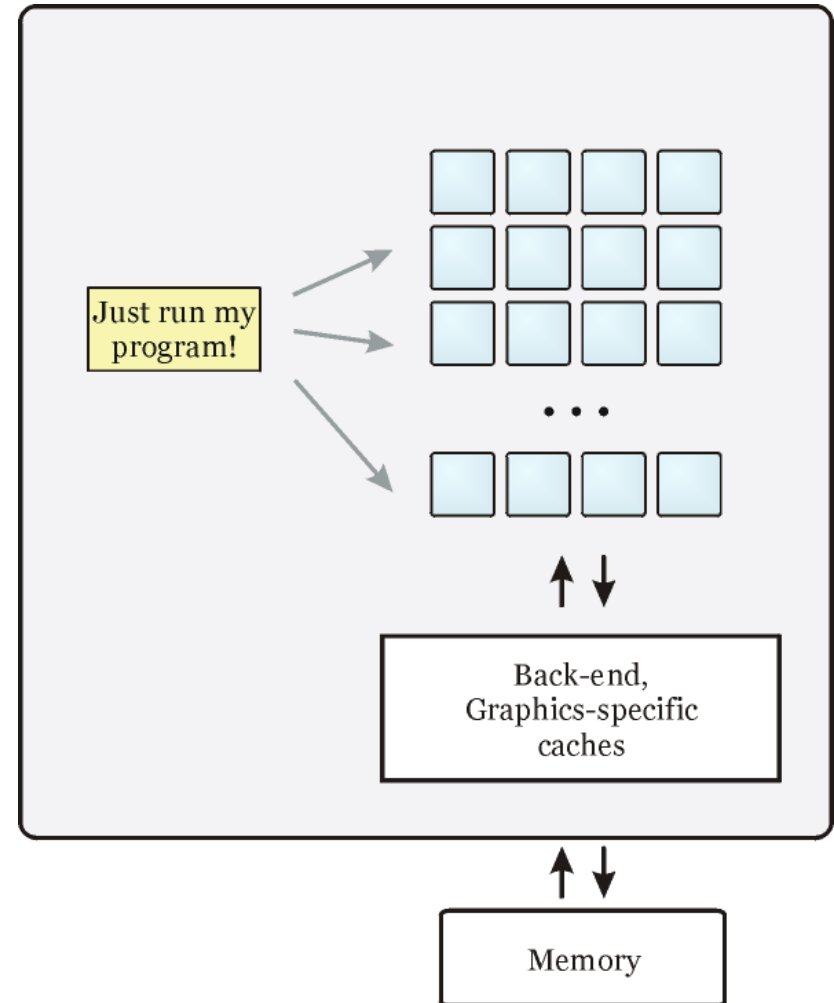 Just run my
program!
• • •
Back-end,
Graphics-specific
caches
Memory